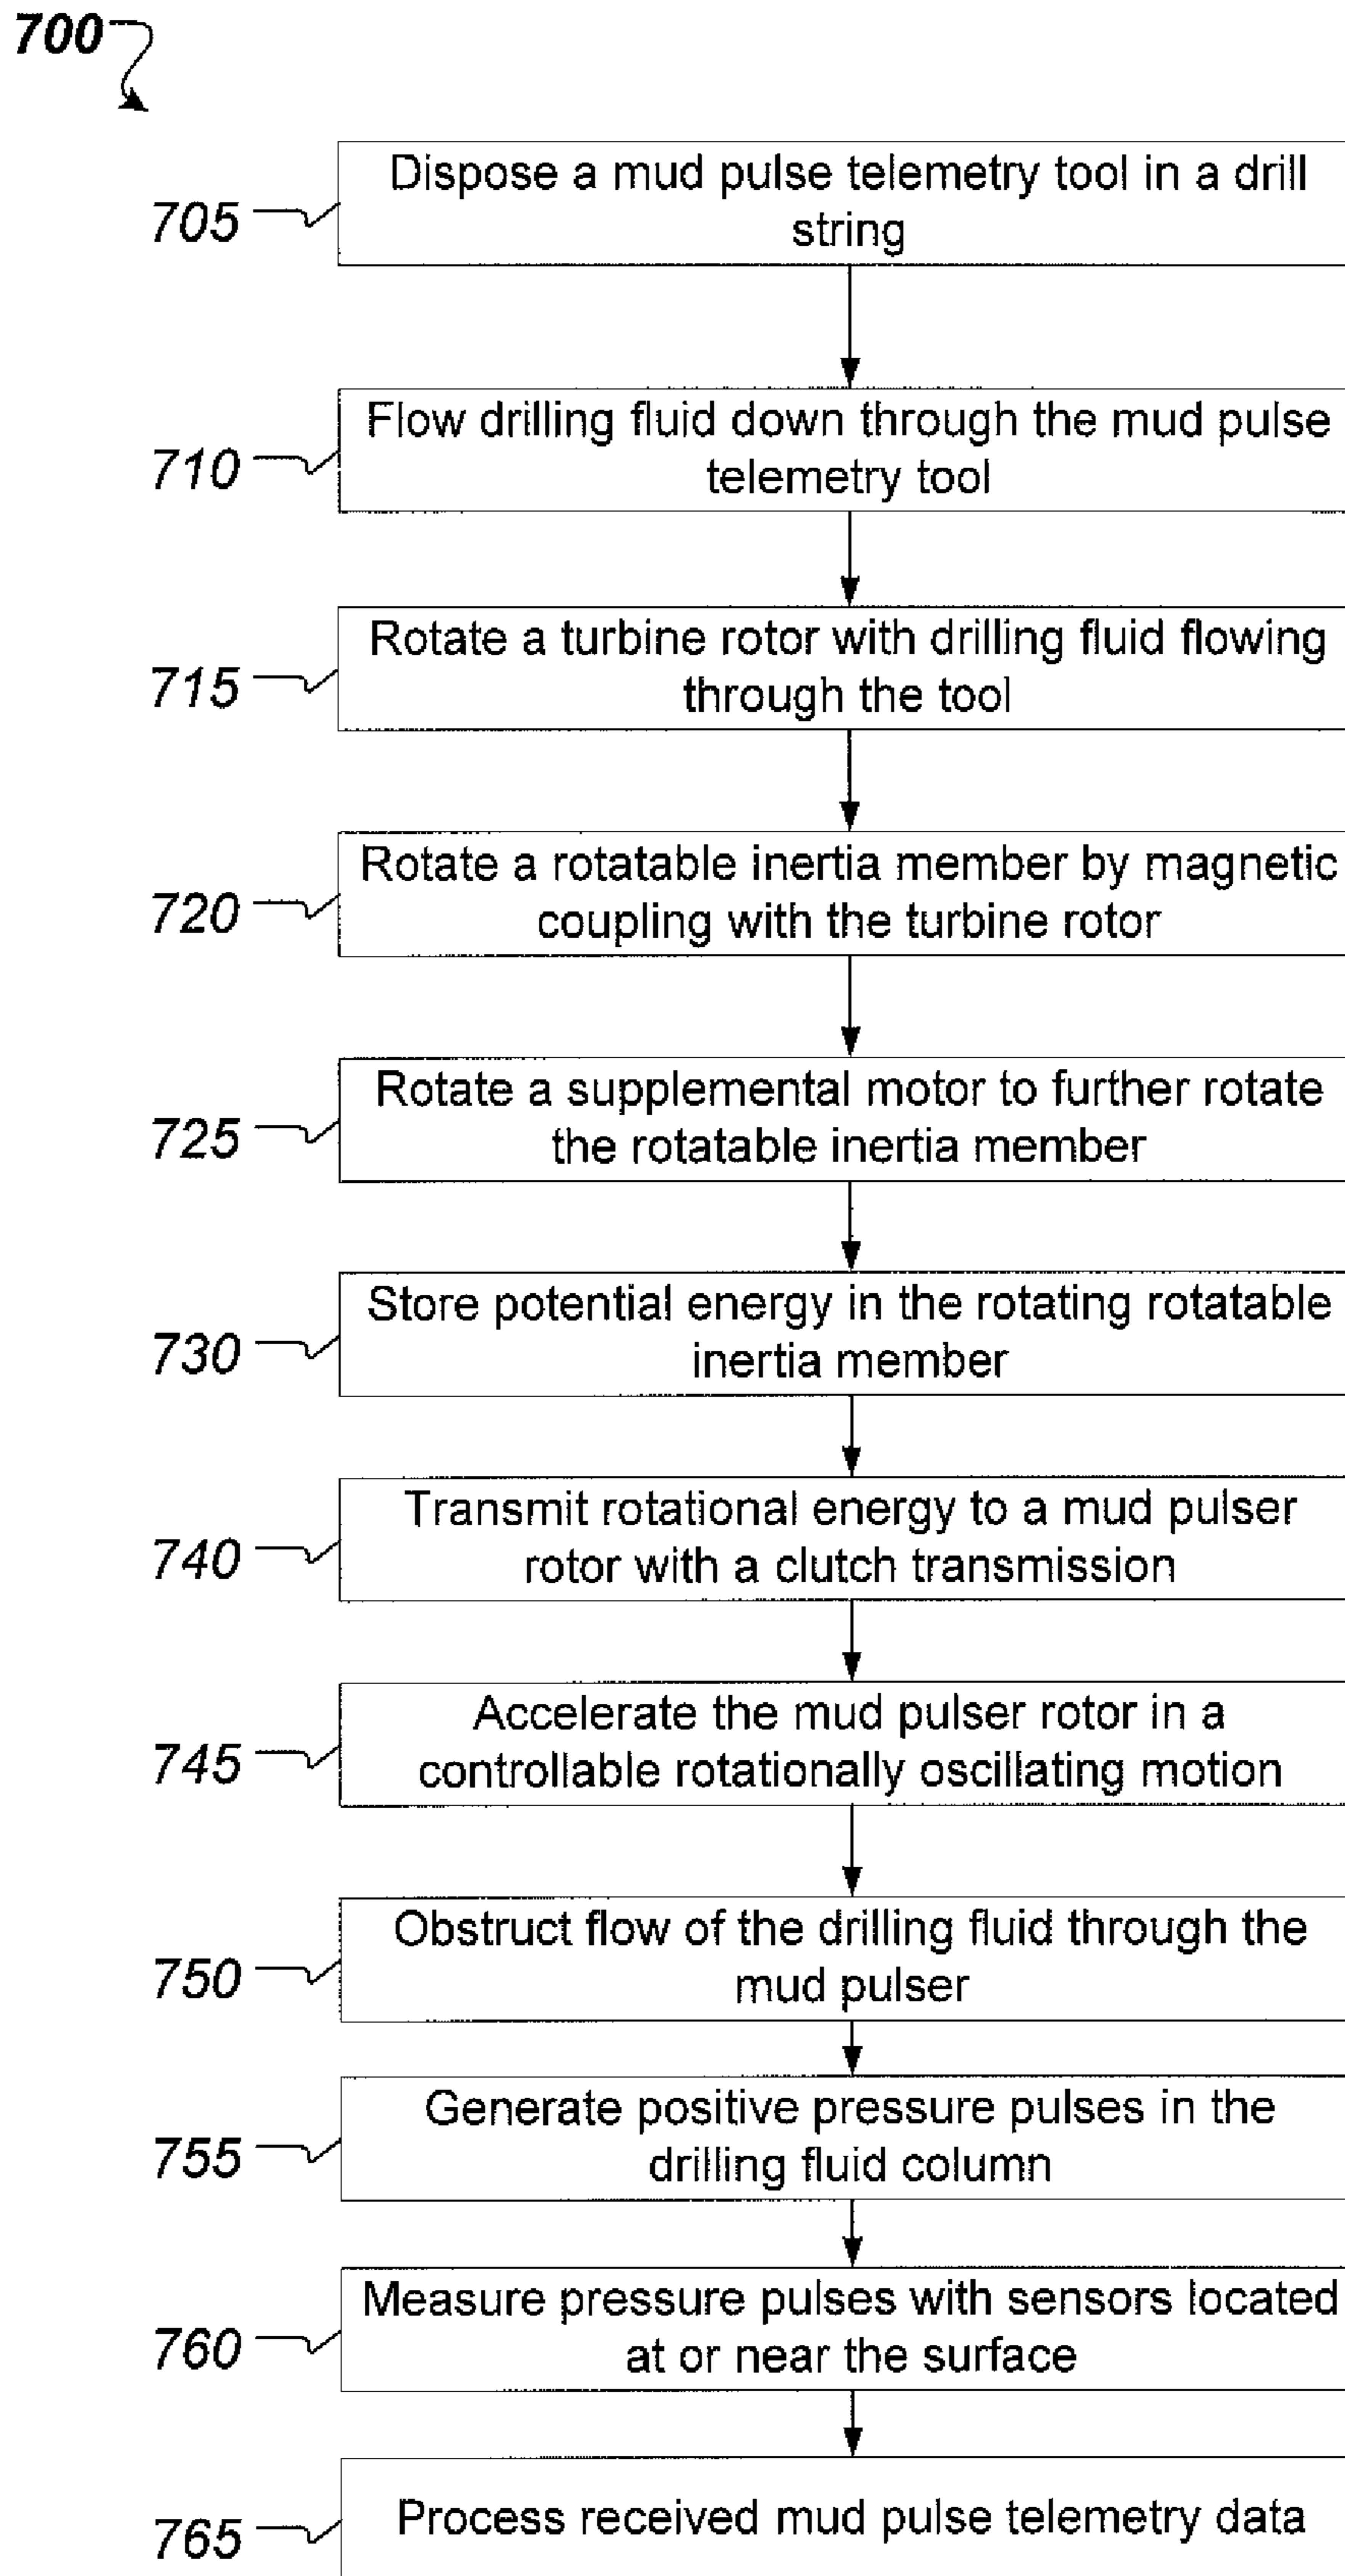 700
Dispose a mud pulse telemetry tool in a drill
string
705
Flow drilling fluid down through the mud pulse
telemetry tool
710
Rotate a turbine rotor with drilling fluid flowing
through the tool
715
Rotate a rotatable inertia member by magnetic
coupling with the turbine rotor
720
Rotate a supplemental motor to further rotate
the rotatable inertia member
725
Store potential energy in the rotating rotatable
inertia member
730
Transmit rotational energy to a mud pulser
rotor with a clutch transmission
740
Accelerate the mud pulser rotor in a
controllable rotationally oscillating motion
745
Obstruct flow of the drilling fluid through the
mud pulser
750
Generate positive pressure pulses in the
drilling fluid column
755
Measure pressure pulses with sensors located
at or near the surface
760
Process received mud pulse telemetry data
765